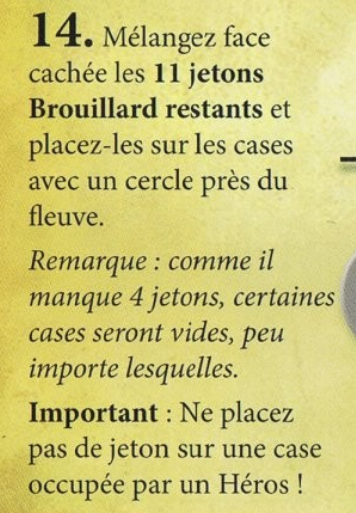 14. Mélangez face
cachée les 11 jetons
Brouillard restants et
placez-les sur les cases
avec un cercle près du
fleuve.
Remarque : comme il
manque 4 jetons, certaines
cases seront vides, peu
importe lesquelles.
Important : Ne placez
pas de jeton sur une case
occupée par un Héros !